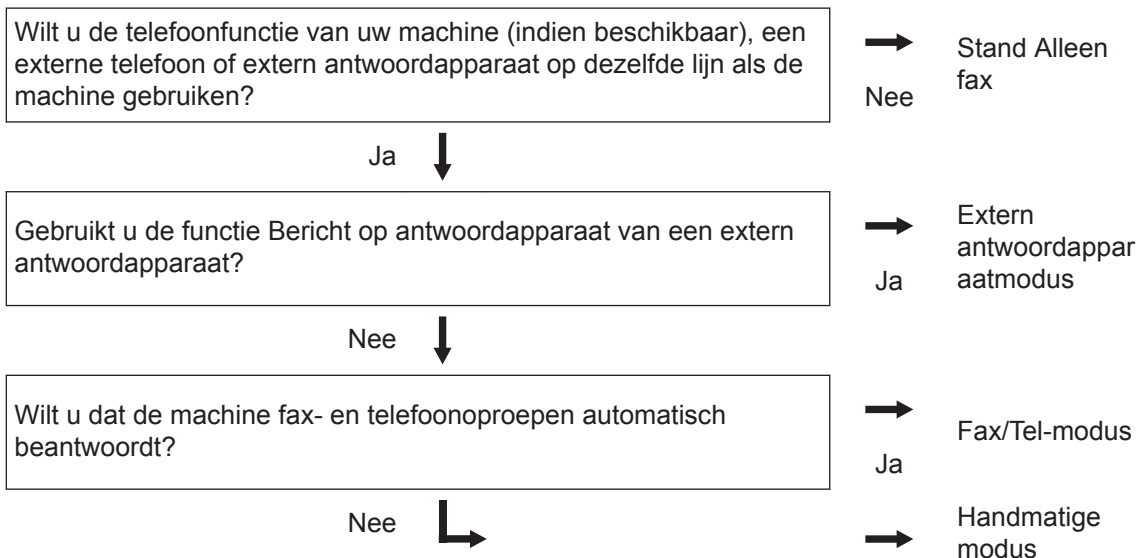 Wilt u de telefoonfunctie van uw machine (indien beschikbaar), een
externe telefoon of extern antwoordapparaat op dezelfde lijn als de
machine gebruiken?
Nee
Stand Alleen
fax
Ja
Gebruikt u de functie Bericht op antwoordapparaat van een extern
antwoordapparaat?
Ja
Extern
antwoordappar
aatmodus
Nee
Wilt u dat de machine fax- en telefoonoproepen automatisch
beantwoordt?
Ja
Fax/Tel-modus
Nee
Handmatige
modus